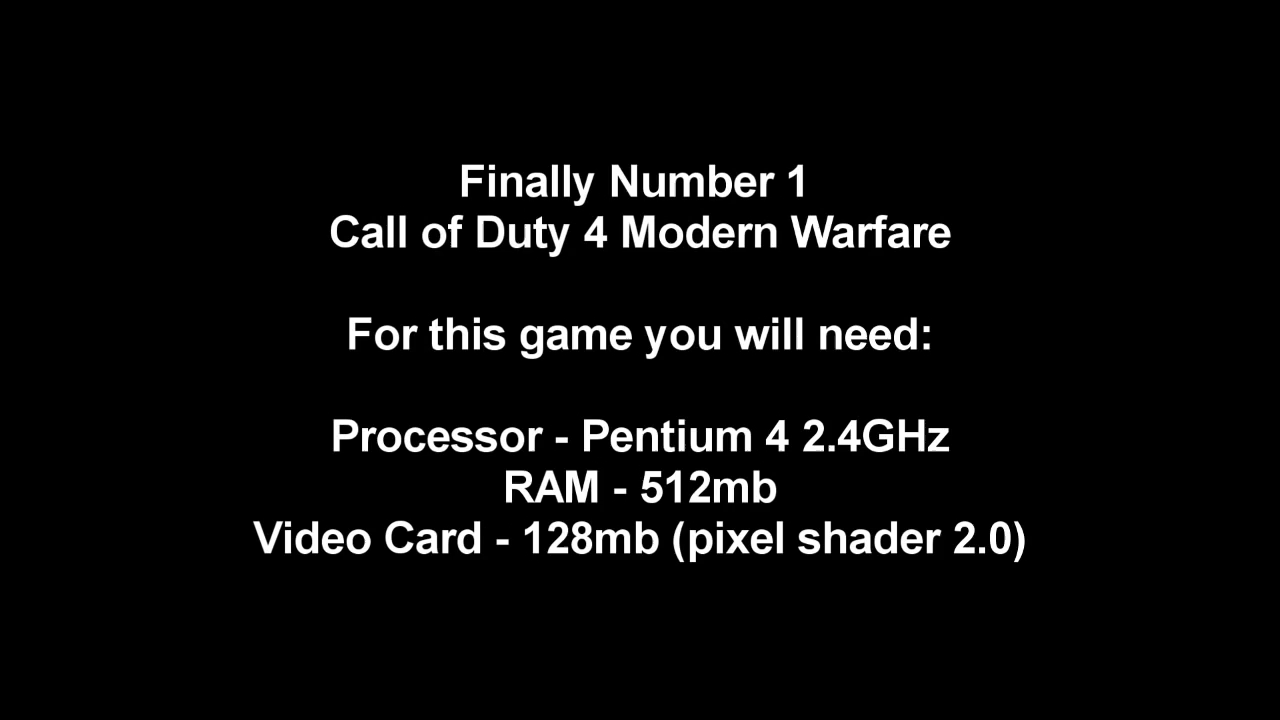 Finally Number 1
Call of Duty 4 Modern Warfare
For this game you will need:
Processor - Pentium 4 2.4GHz
RAM - 512mb
Video Card - 128mb (pixel shader 2.0)